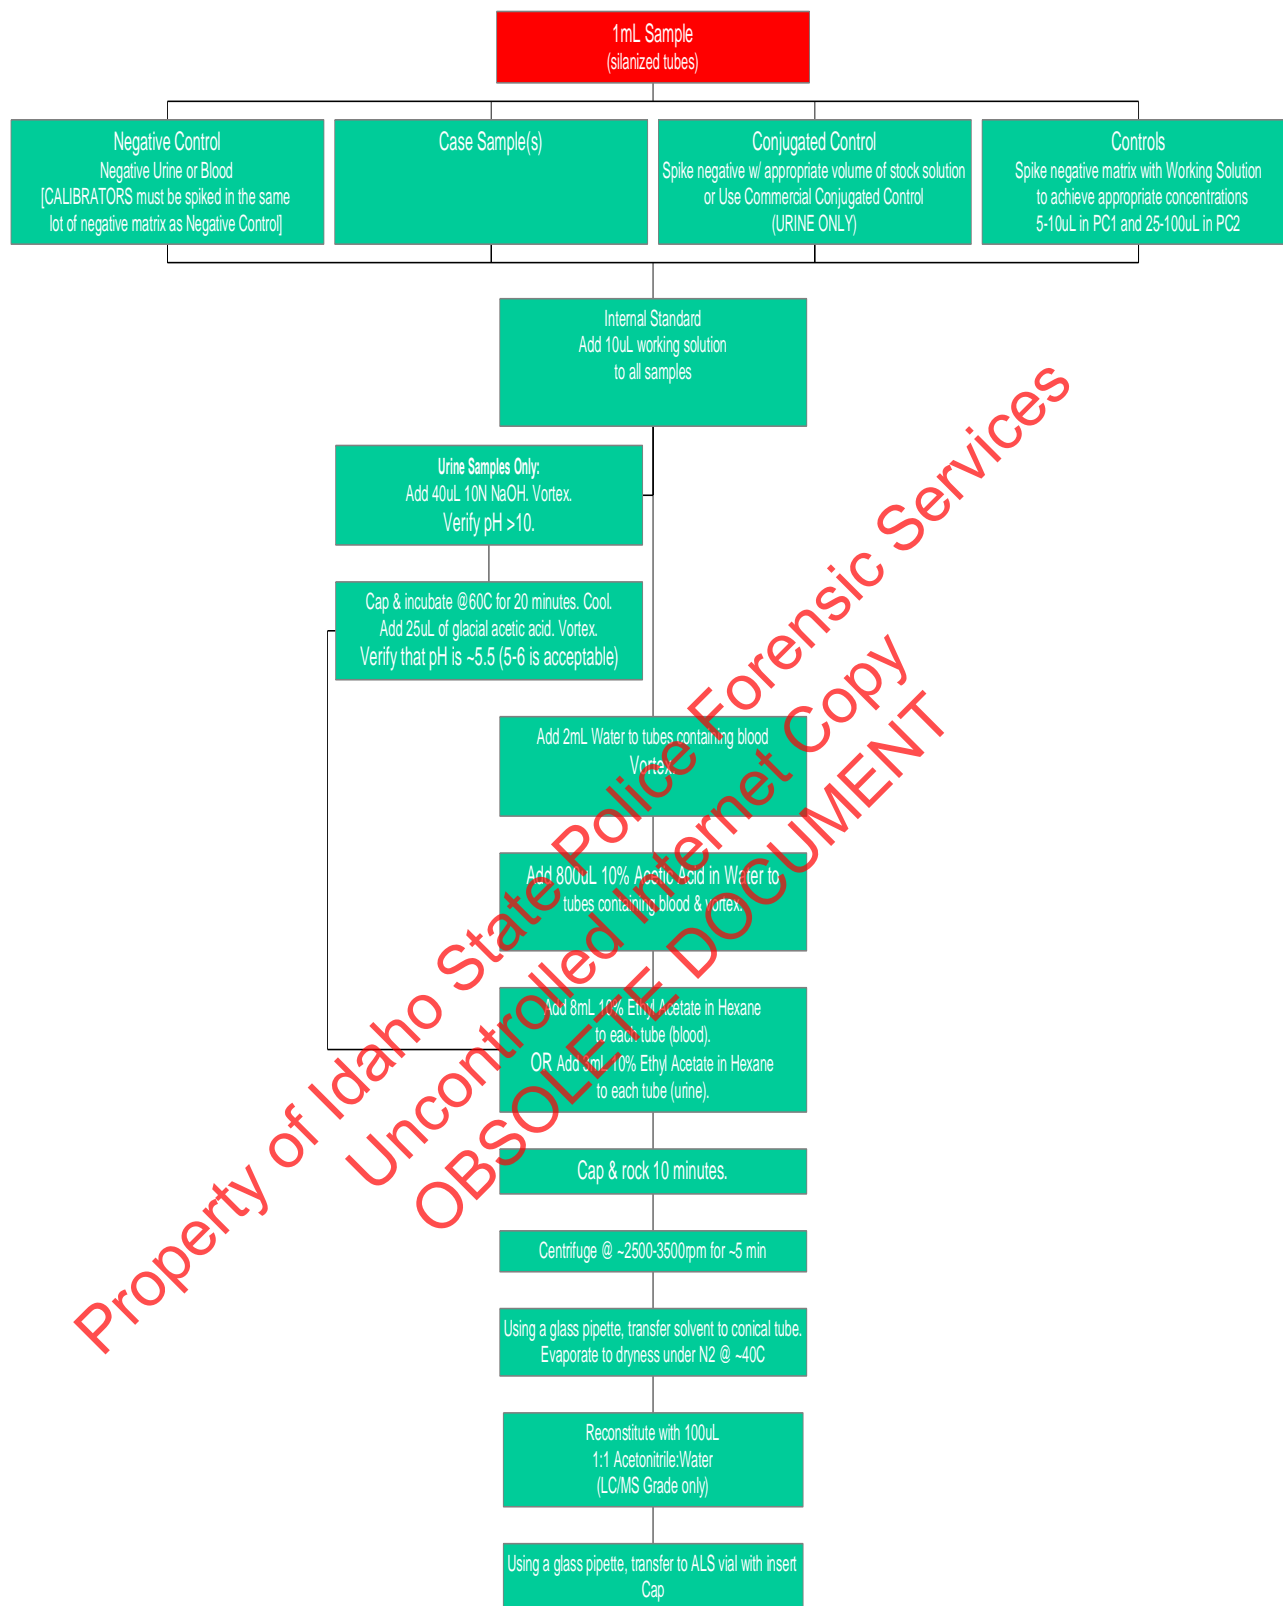 1mL Sample
(silanized tubes)
Negative Control
Negative Urine or Blood
[CALIBRATORS must be spiked in the same
lot of negative matrix as Negative Control]
Case Sample(s)
Conjugated Control
Spike negative w/ appropriate volume of stock solution
or Use Commercial Conjugated Control
(URINE ONLY)
Controls
Spike negative matrix with Working Solution
to achieve appropriate concentrations
5-10uL in PC1 and 25-100uL in PC2
Internal Standard
Add 10uL working solution
to all samples
Urine Samples Only:
Add 40uL 10N NaOH. Vortex.
Verify pH >10.
Cap & incubate @60C for 20 minutes. Cool.
Add 25uL of glacial acetic acid. Vortex.
Verify that pH is ~5.5 (5-6 is acceptable)
Add 2mL Water to tubes containing blood
Vortex.
Add 800uL 10% Acetic Acid in Water to
tubes containing blood & vortex.
Add 8mL 10% Ethyl Acetate in Hexane
to each tube (blood).
OR Add 10% Ethyl Acetate in Hexane
to each tube (urine).
Cap & rock 10 minutes.
Centrifuge @ ~2500-3500rpm for ~5 min
Using a glass pipette, transfer solvent to conical tube.
Evaporate to dryness under N2 @ ~40C
Reconstitute with 100uL
1:1 Acetonitrile:Water
(LC/MS Grade only)
Using a glass pipette, transfer to ALS vial with insert
Cap
Property of Idaho State Police Forensic Services
Uncontrolled Internet Copy
OBSOLETE DOCUMENT